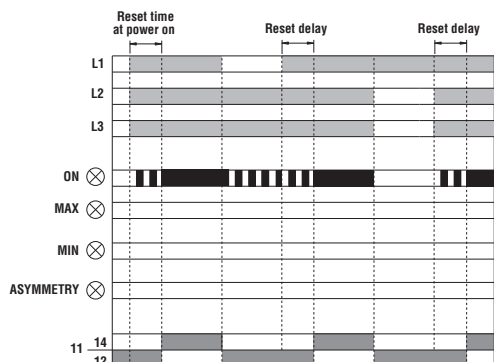 Reset time
at power on
Reset delay
Reset delay
L1
L2
L3
ON
MAX
MIN
ASYMMETRY
14
11
12